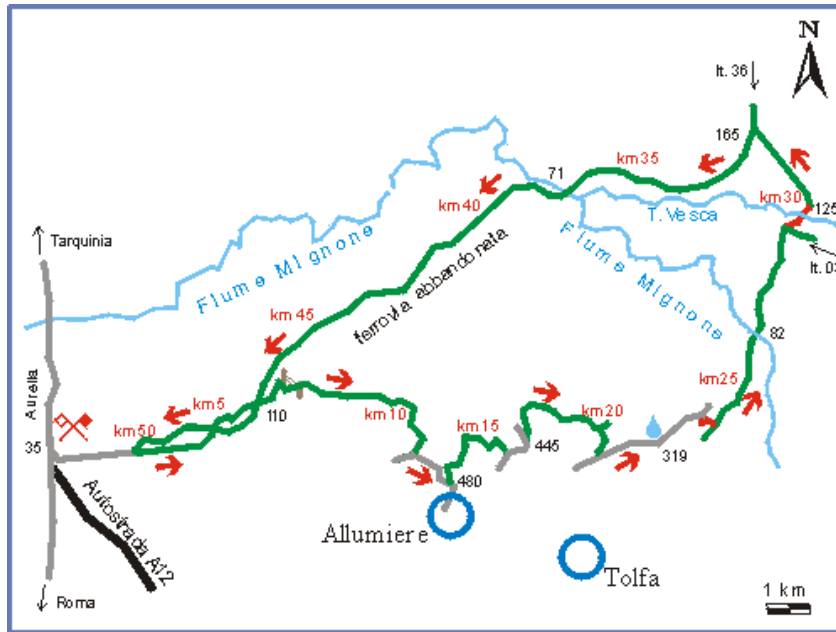 N
It. 36
165
km35
71
km30
125
km40
T. Vesca
Tarquinia
Fiume Mignone
Fiume Mignone
It. 03
ferrovia abbandonata
km45
82
Aurelia
km5
km25
km50
110
km10
km15
km20
35
445
319
480
Autostrada A12
Allumiere
Tolfa
Roma
1 km